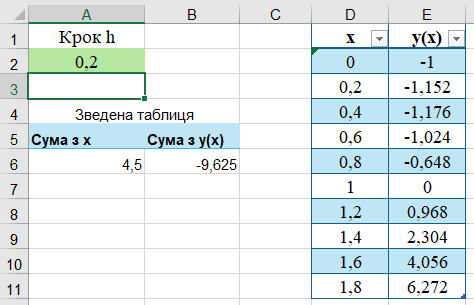 A B C D E
1 Крок h x y(x)
2 0,2 0 -1
3 0,2 -1,152
4 Зведена таблиця 0,4 -1,176
5 Сума з x Сума з y(x) 0,6 -1,024
6 4,5 -9,625 0,8 -0,648
7 1 0
8 1,2 0,968
9 1,4 2,304
10 1,6 4,056
11 1,8 6,272